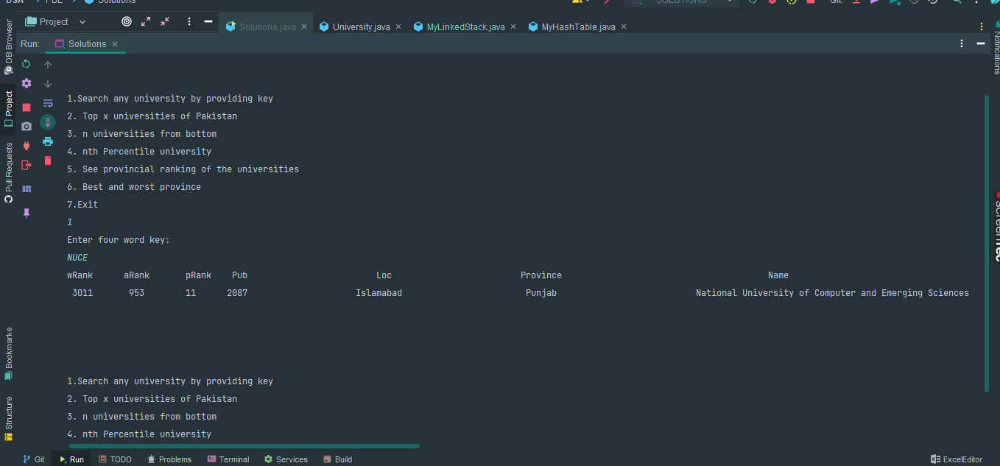 DSA PBL Solutions SOLUTIONS Git:
Project
Solutions.java University.java MyLinkedStack.java MyHashTable.java
Run: Solutions
DB Browser
Project
Pull Requests
Bookmarks
Structure
Notifications
1.Search any university by providing key
2. Top x universities of Pakistan
3. n universities from bottom
4. nth Percentile university
5. See provincial ranking of the universities
6. Best and worst province
7.Exit
1
Enter four word key:
NUCE
wRank aRank pRank Pub Loc Province Name
3011 953 11 2087 Islamabad Punjab National University of Computer and Emerging Sciences
1.Search any university by providing key
2. Top x universities of Pakistan
3. n universities from bottom
4. nth Percentile university
Git Run TODO Problems Terminal Services Build ExcelEditor